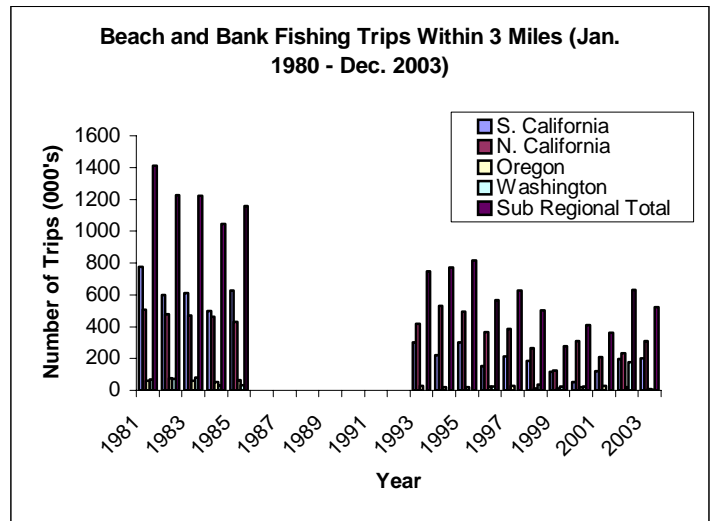 Beach and Bank Fishing Trips Within 3 Miles (Jan.
1980 - Dec. 2003)
S. California
N. California
Oregon
Washington
Sub Regional Total
Number of Trips (000's)
1600
1400
1200
1000
800
600
400
200
0
1981
1983
1985
1987
1989
1991
1993
1995
1997
1999
2001
2003
Year